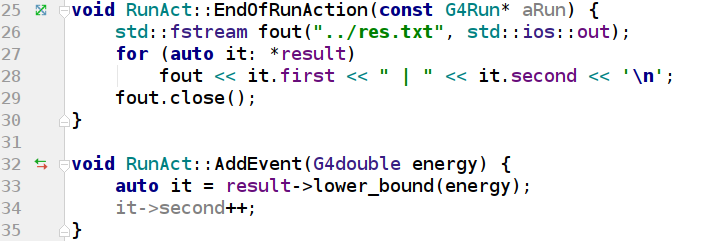 25 void RunAct::EndOfRunAction(const G4Run* aRun) {
26     std::fstream fout("../res.txt", std::ios::out);
27     for (auto it: *result)
28         fout << it.first << " | " << it.second << '\n';
29     fout.close();
30 }
31
32 void RunAct::AddEvent(G4double energy) {
33     auto it = result->lower_bound(energy);
34     it->second++;
35 }